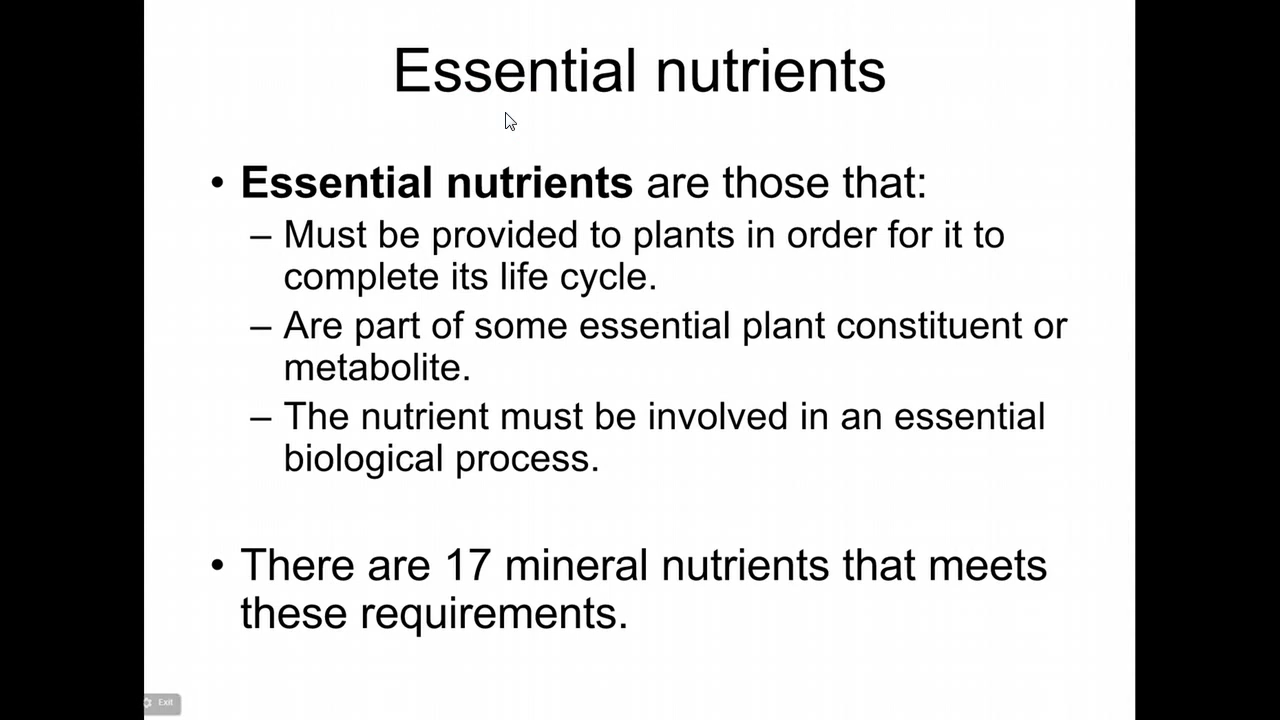 Essential nutrients
• Essential nutrients are those that:
– Must be provided to plants in order for it to
complete its life cycle.
– Are part of some essential plant constituent or
metabolite.
– The nutrient must be involved in an essential
biological process.
• There are 17 mineral nutrients that meets
these requirements.
Exit